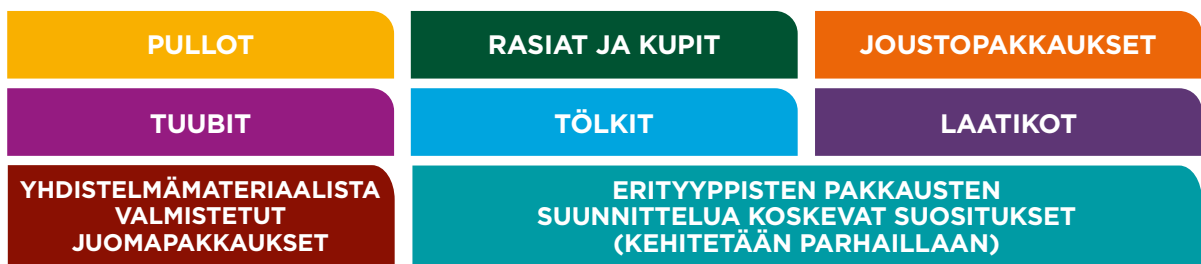 PULLOT
RASIAT JA KUPIT
JOUSTOPAKKAUKSET
TUUBIT
TÖLKIT
LAATIKOT
YHDISTELMÄMATERIAALISTA
VALMISTETUT
JUOMAPAKKAUKSET
ERITYYPPISTEN PAKKAUSTEN
SUUNNITTELUA KOSKEVAT SUOSITUKSET
(KEHITETÄÄN PARHAILLAAN)